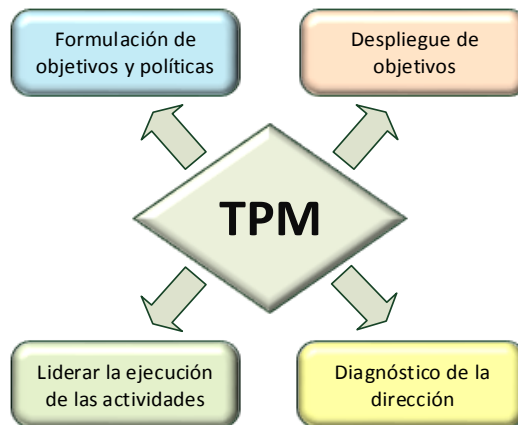 Formulación de
objetivos y políticas
Despliegue de
objetivos
TPM
Liderar la ejecución
de las actividades
Diagnóstico de la
dirección